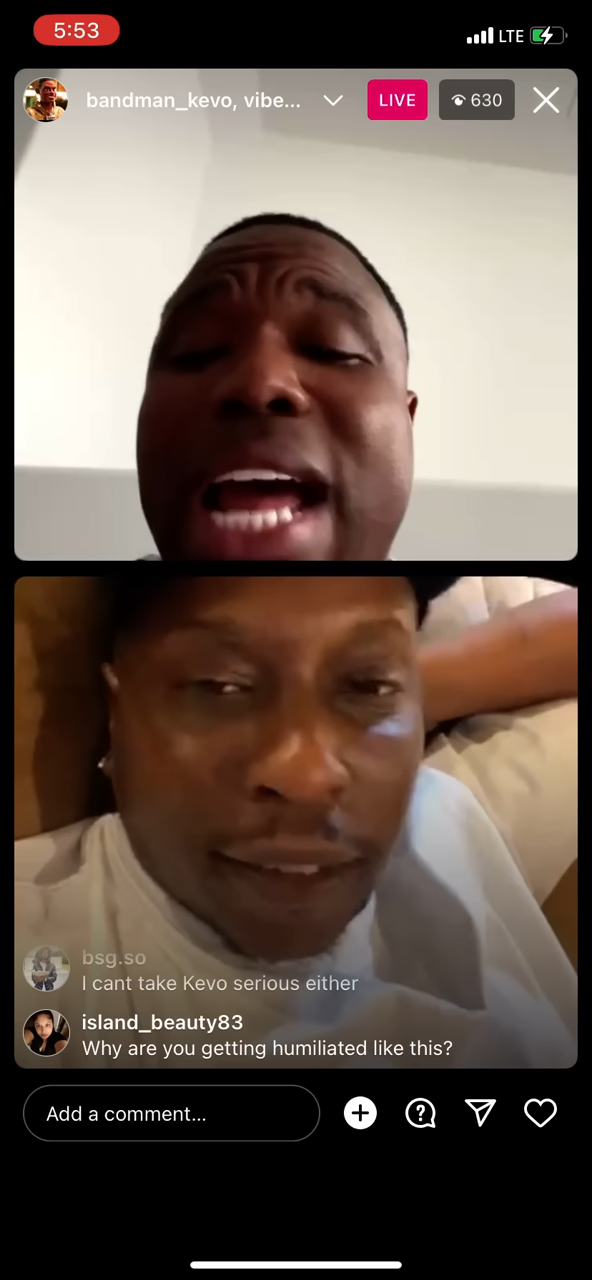 5:53
LTE
bandman_kevo, vibe...
LIVE
630
bsg.so
I cant take Kevo serious either
island_beauty83
Why are you getting humiliated like this?
Add a comment...